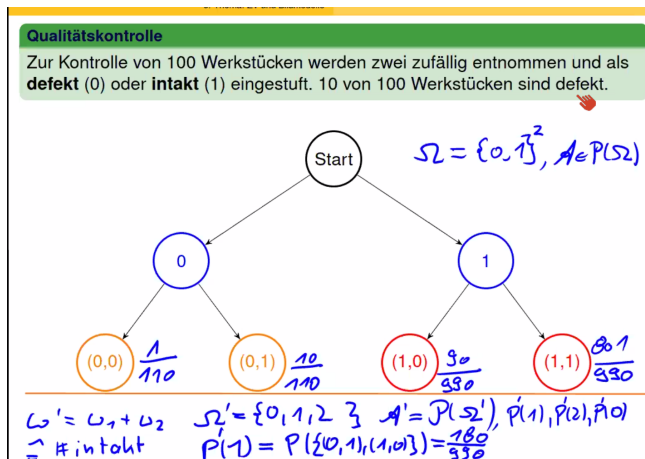 Qualitätskontrolle
Zur Kontrolle von 100 Werkstücken werden zwei zufällig entnommen und als
defekt (0) oder intakt (1) eingestuft. 10 von 100 Werkstücken sind defekt.
Start
Ω = {0,1}², A ∈ P(Ω)
0
1
(0,0) 1/110
(0,1) 10/110
(1,0) 90/990
(1,1) 801/990
ω' = ω₁ + ω₂ Ω' = {0,1,2} A' = P(Ω'), P'(1), P'(2), P'(0)
# intakt P'(1) = P({(0,1),(1,0)}) = 180/990